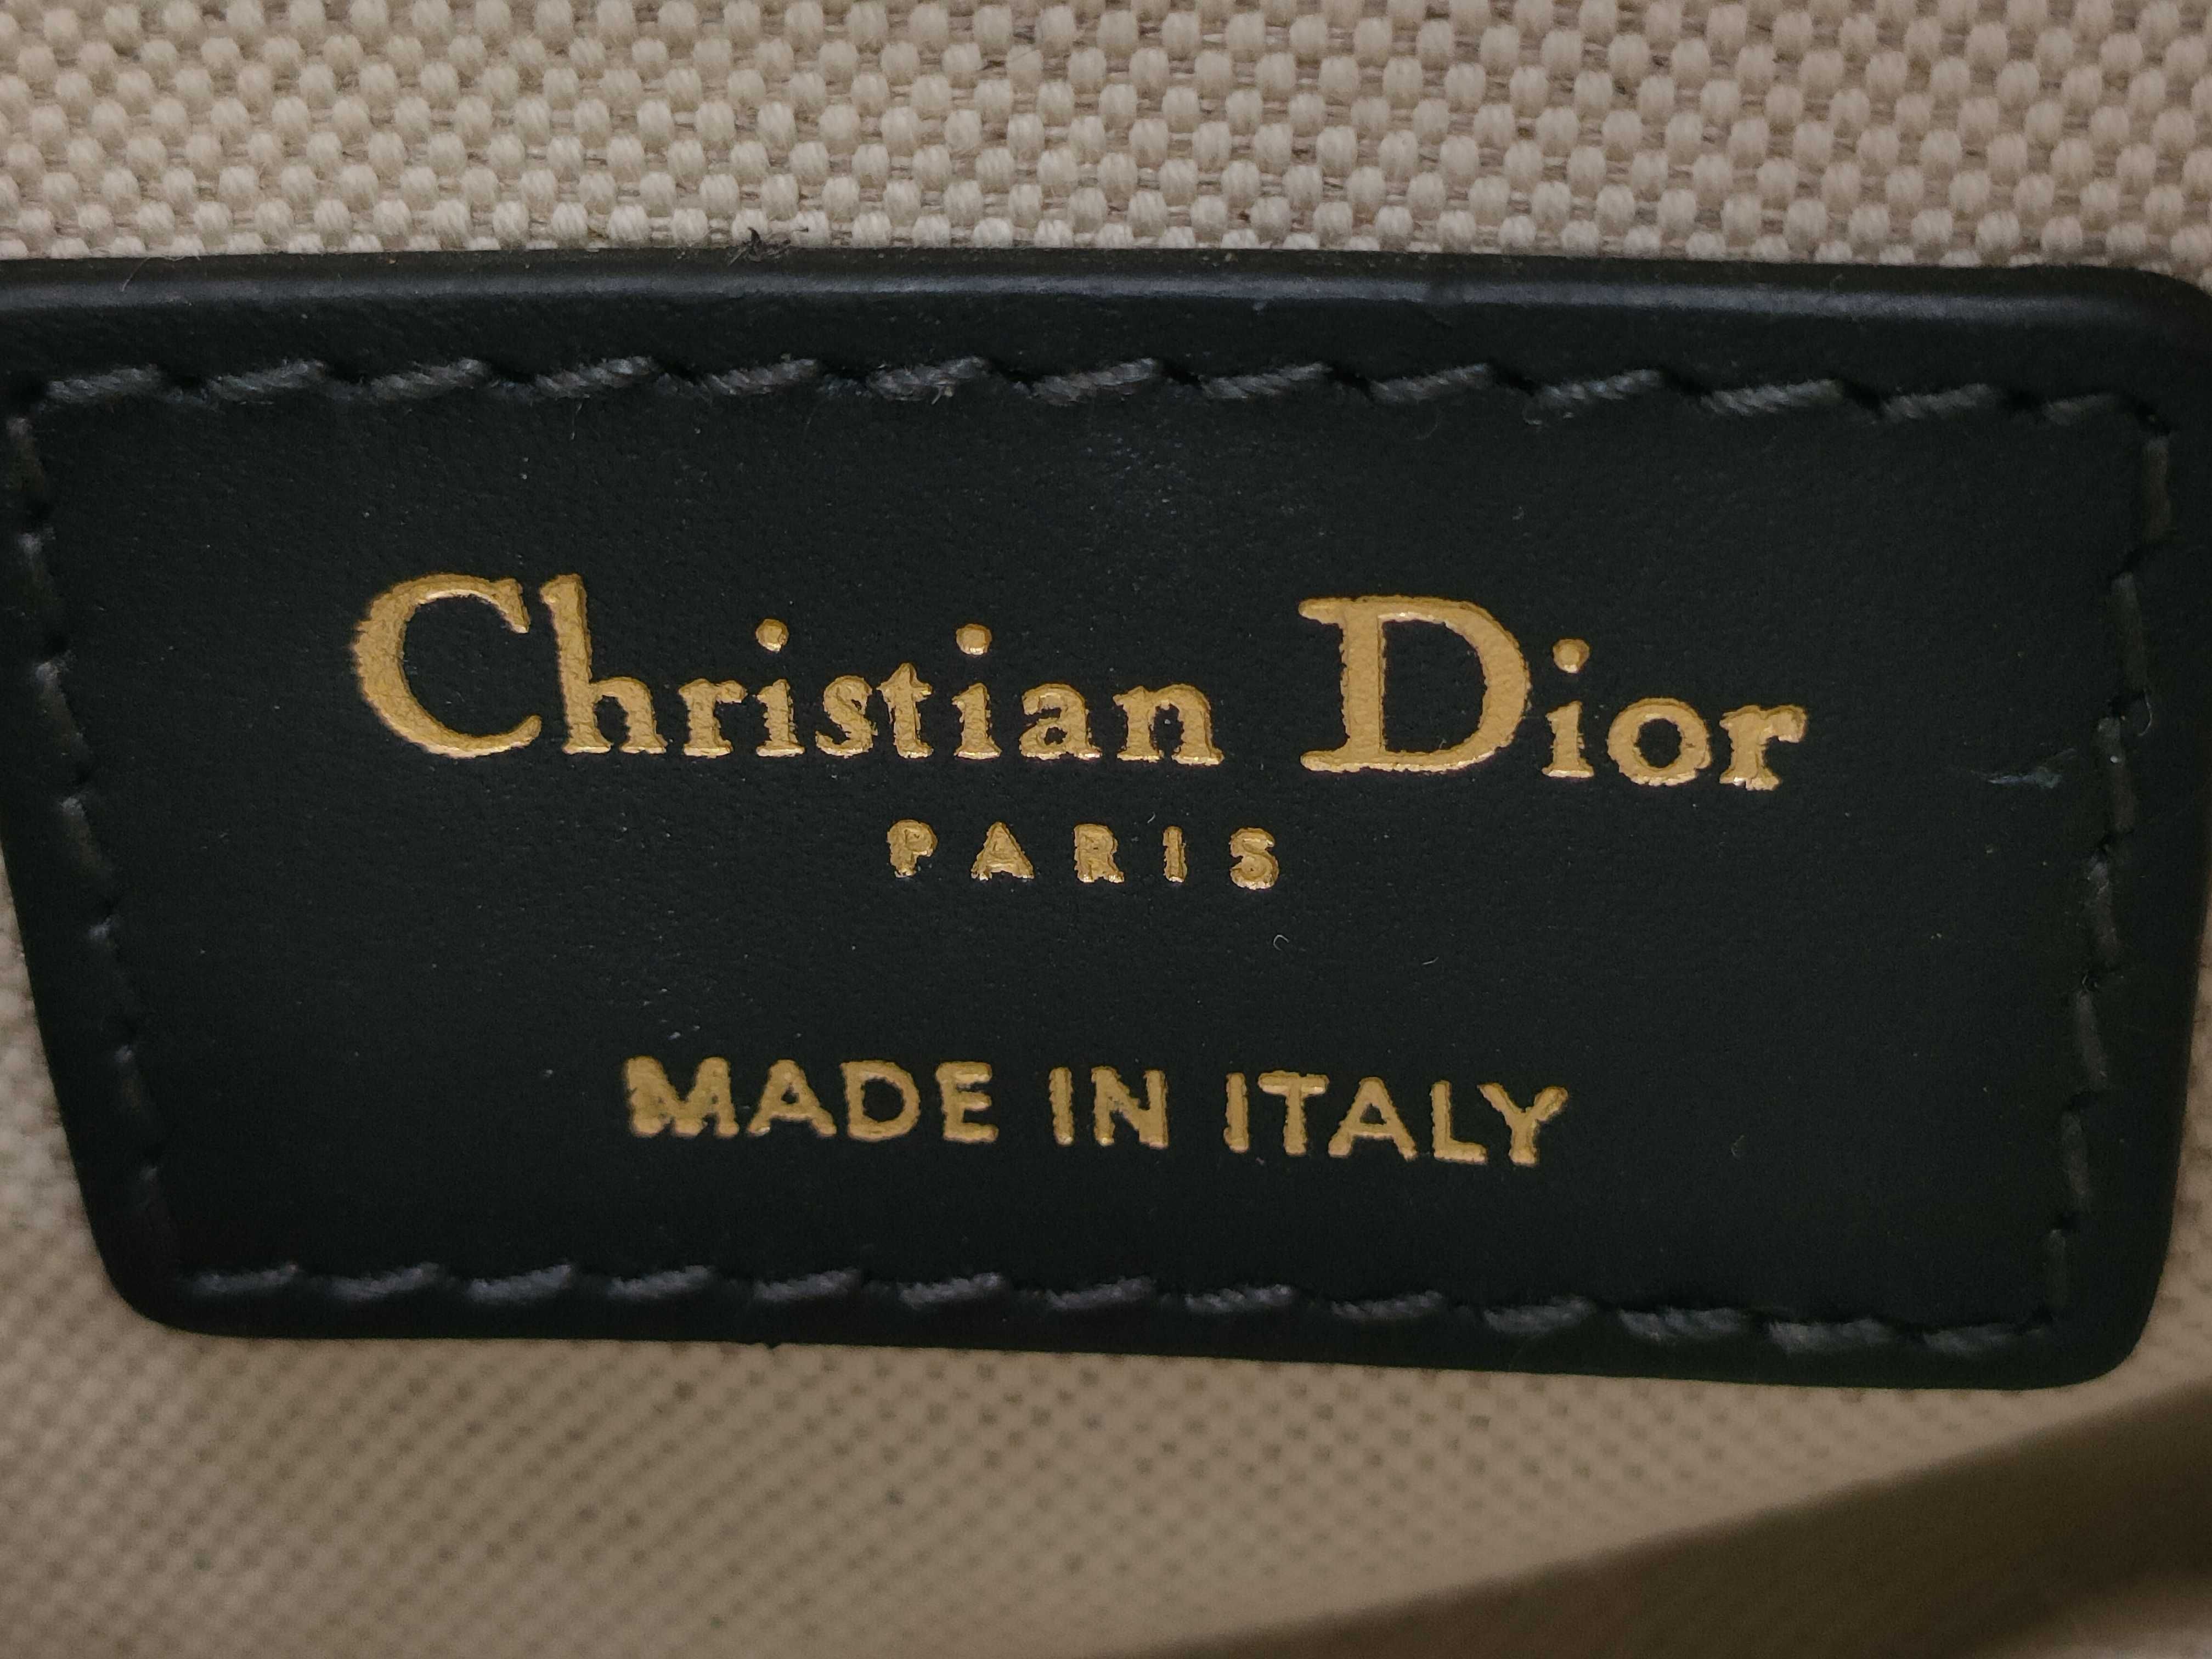 Christian Dior
PARIS
MADE IN ITALY